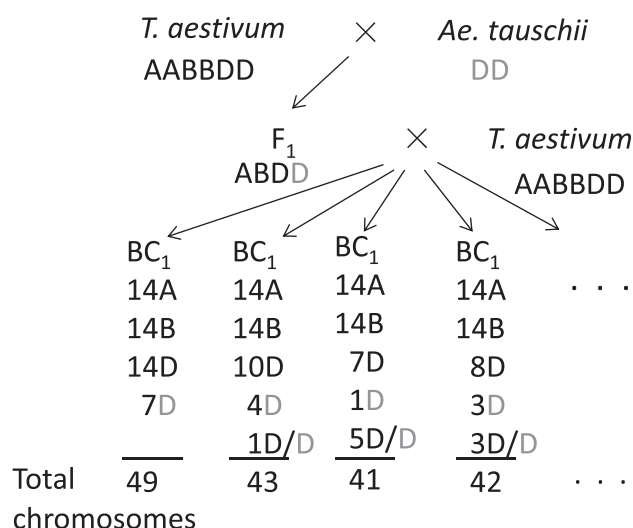 T. aestivum × Ae. tauschii
AABBDD DD
F1 × T. aestivum
ABDD AABBDD
BC1 BC1 BC1 BC1
14A 14A 14A 14A . . .
14B 14B 14B 14B
14D 10D 7D 8D
7D 4D 1D 3D
1D/D 5D/D 3D/D
Total 49 43 41 42 . . .
chromosomes